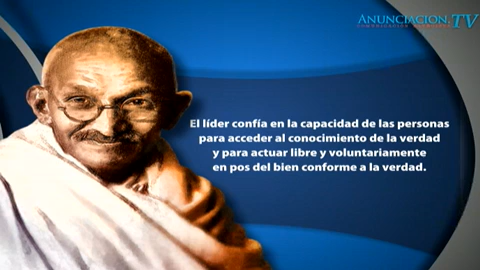 ANUNCIACION.TV
El líder confía en la capacidad de las personas
para acceder al conocimiento de la verdad
y para actuar libre y voluntariamente
en pos del bien conforme a la verdad.